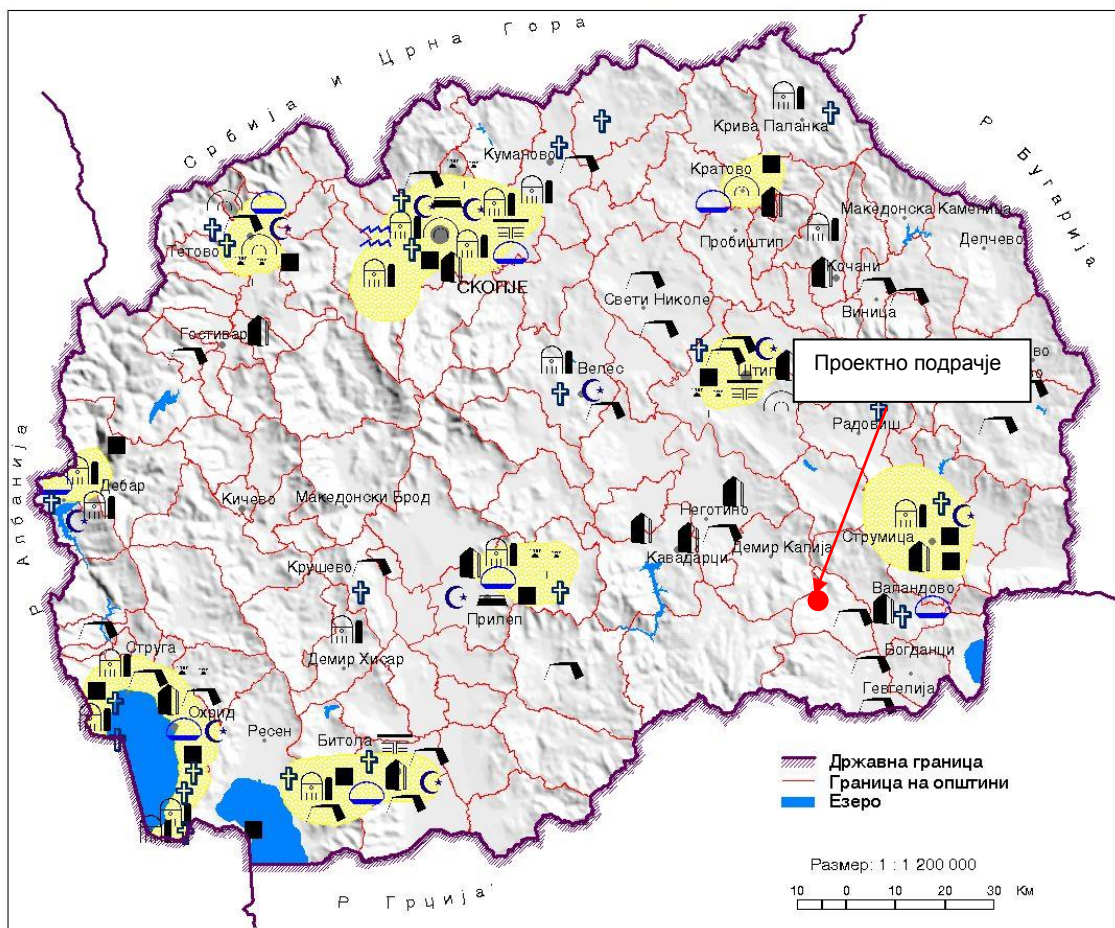 Србија и Црна Гора
Р Бугарија
Крива Паланка
Куманово
Кратово
Македонска Каменица
Делчево
Пробиштип
Тетово
Кочани
СКОПЈЕ
Свети Николе
Виница
Гостивар
Велес
Штип
Проектно подрачје
Радовиш
Р Албанија
Дебар
Кичево
Македонски Брод
Неготино
Струмица
Кавадарци
Демир Капија
Крушево
Валандово
Прилеп
Струга
Демир Хисар
Богданци
Гевгелија
Охрид
Ресен
Битола
Државна граница
Граница на општини
Езеро
Размер: 1 : 1 200 000
10 0 10 20 30 Км
Р Грција